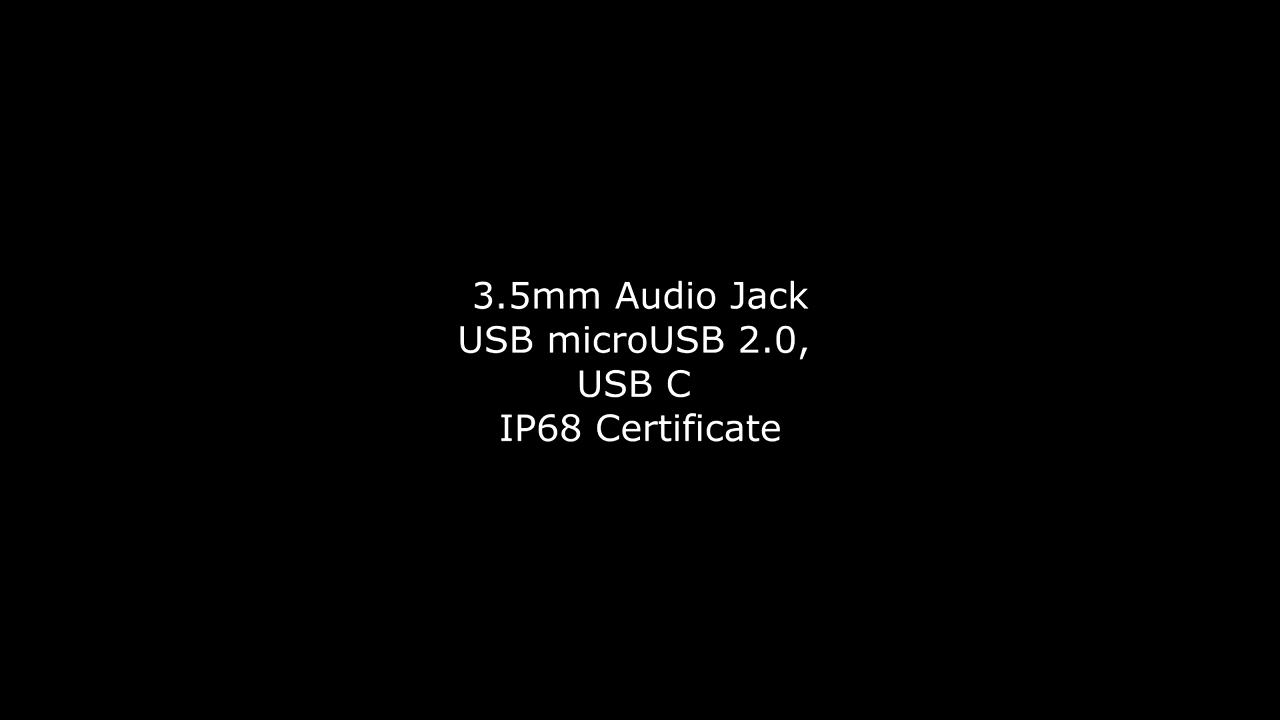 3.5mm Audio Jack
USB microUSB 2.0,
USB C
IP68 Certificate